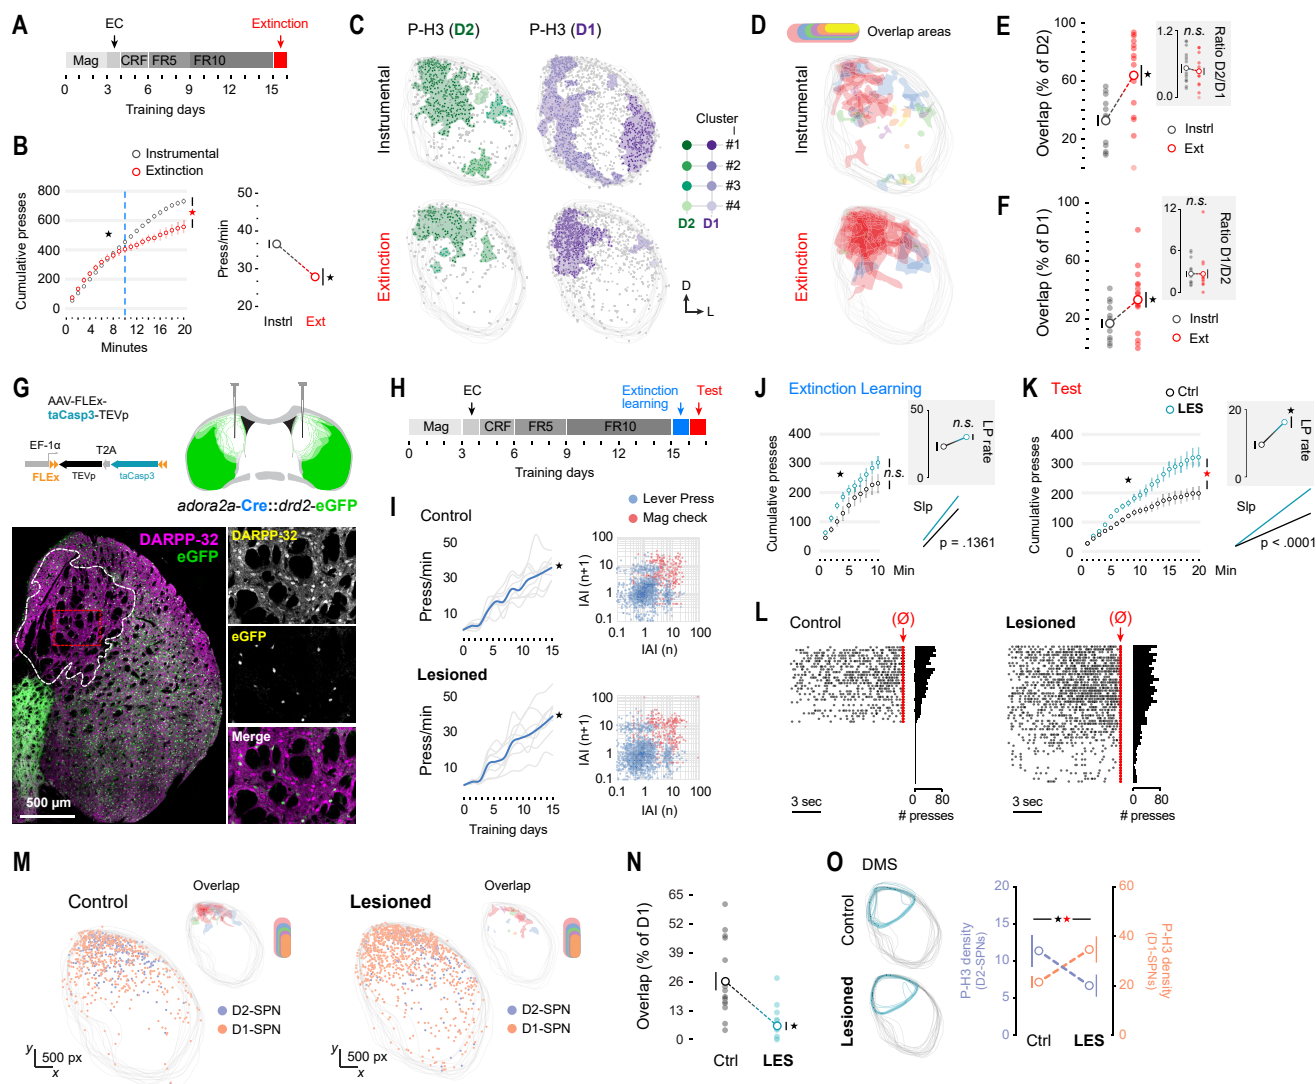 A
EC
Extinction
Mag
CRF
FR5
FR10
0 3 6 9 12 15
Training days
B
Instrumental
Extinction
Cumulative presses
800
600
400
200
0
0 4 8 12 16 20
Minutes
Press/min
50
40
30
20
Instrl Ext
C
P-H3 (D2)
P-H3 (D1)
Instrumental
Extinction
Cluster
#1
#2
#3
#4
D2 D1
D
L
D
Overlap areas
Instrumental
Extinction
E
Overlap (% of D2)
100
60
20
n.s.
1.2
0.0
Ratio D2/D1
Instrl
Ext
F
Overlap (% of D1)
100
60
20
n.s.
12
6
0
Ratio D1/D2
Instrl
Ext
G
AAV-FLEx-
taCasp3-TEVp
EF-1α
T2A
FLEx
TEVp
taCasp3
adora2a-Cre::drd2-eGFP
DARPP-32
eGFP
500 µm
DARPP-32
eGFP
Merge
H
EC
Extinction
learning
Test
Mag
CRF
FR5
FR10
0 3 6 9 12 15
Training days
I
Control
Lever Press
Mag check
Press/min
50
30
10
0 5 10 15
IAI (n+1)
100
10
1
0.1
0.1 1 10 100
IAI (n)
Lesioned
Press/min
50
30
10
0 5 10 15
Training days
IAI (n+1)
100
10
1
0.1
0.1 1 10 100
IAI (n)
J
Extinction Learning
Cumulative presses
400
300
200
100
0
0 5 10 Min
n.s.
50
0
n.s.
LP rate
Slp
p = .1361
K
Test
Ctrl
LES
Cumulative presses
400
300
200
100
0
0 5 10 15 20 Min
20
0
LP rate
Slp
p < .0001
L
Control
(Ø)
3 sec
0 80
# presses
Lesioned
(Ø)
3 sec
0 80
# presses
M
Control
Overlap
D2-SPN
D1-SPN
y
x
500 px
Lesioned
Overlap
D2-SPN
D1-SPN
y
x
500 px
N
Overlap (% of D1)
65
52
39
26
13
0
Ctrl LES
O
DMS
Control
Lesioned
P-H3 density
(D2-SPNs)
20
15
10
5
0
Ctrl LES
60
40
20
0
P-H3 density
(D1-SPNs)